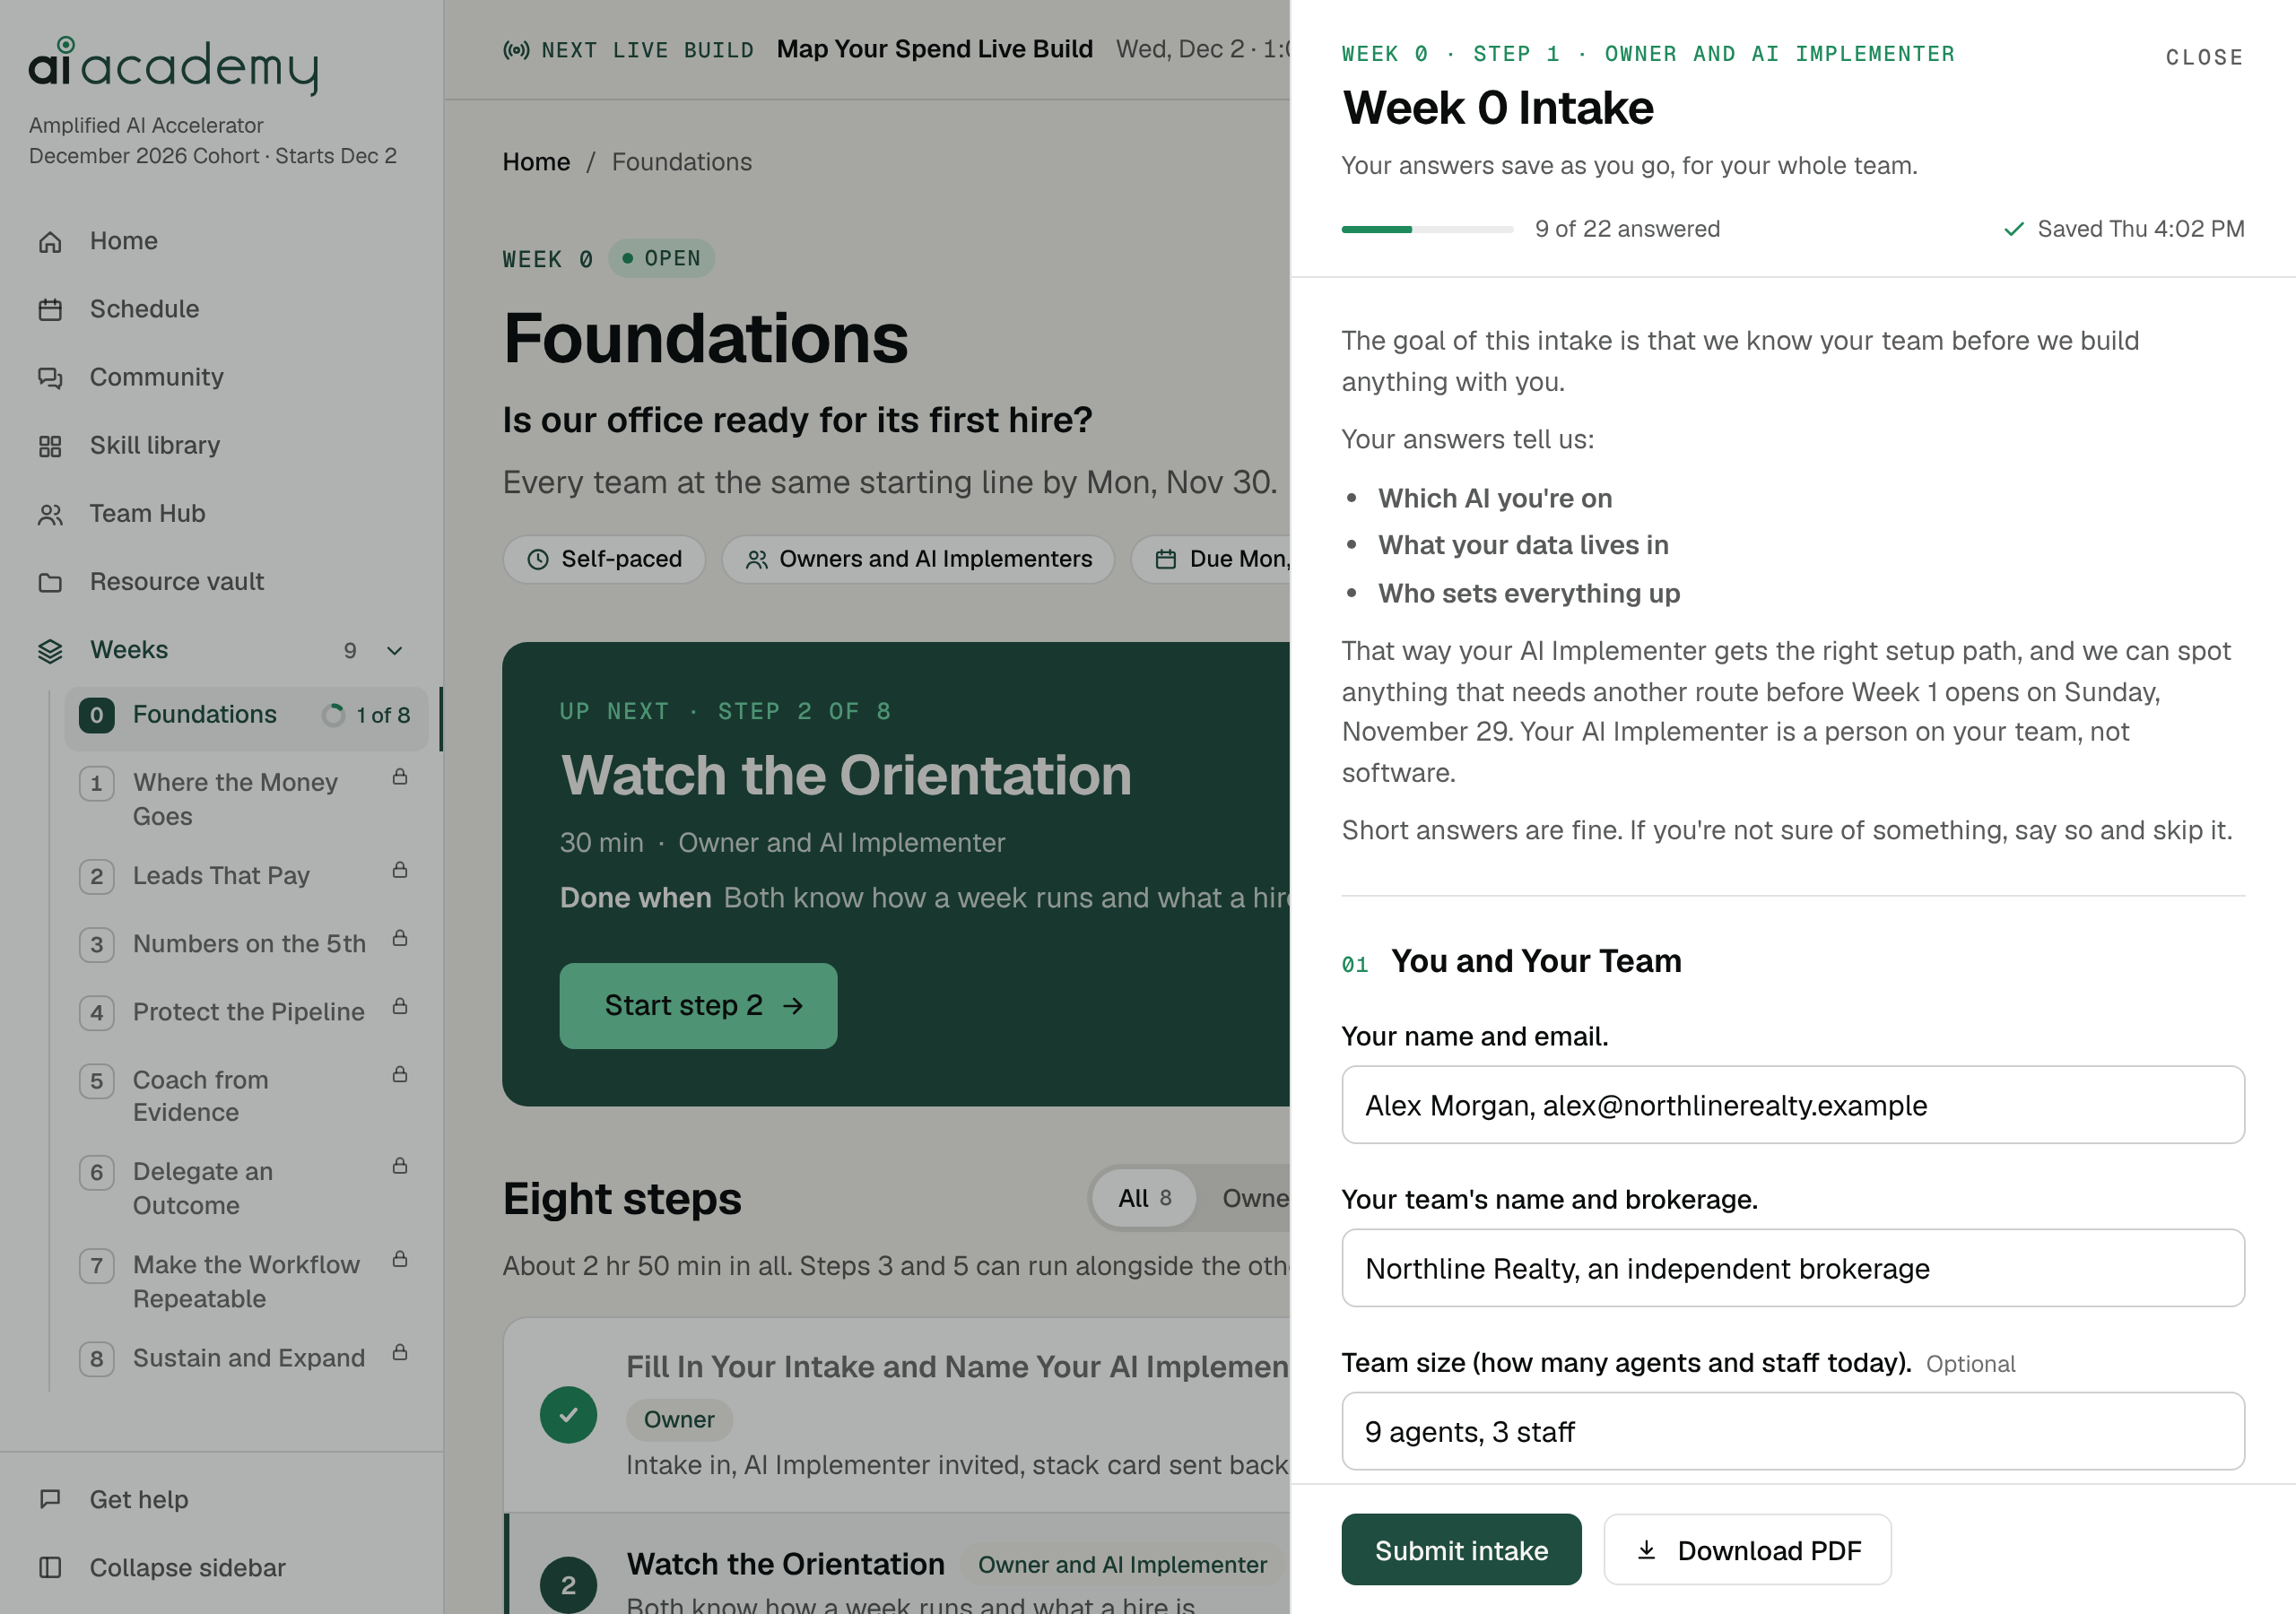 ai academy
Amplified AI Accelerator
December 2026 Cohort · Starts Dec 2
Home
Schedule
Community
Skill library
Team Hub
Resource vault
Weeks 9
0 Foundations 1 of 8
1 Where the Money
Goes
2 Leads That Pay
3 Numbers on the 5th
4 Protect the Pipeline
5 Coach from
Evidence
6 Delegate an
Outcome
7 Make the Workflow
Repeatable
8 Sustain and Expand
Get help
Collapse sidebar
NEXT LIVE BUILD Map Your Spend Live Build Wed, Dec 2 · 1:0
Home / Foundations
WEEK 0 OPEN
Foundations
Is our office ready for its first hire?
Every team at the same starting line by Mon, Nov 30.
Self-paced Owners and AI Implementers Due Mon,
UP NEXT · STEP 2 OF 8
Watch the Orientation
30 min · Owner and AI Implementer
Done when Both know how a week runs and what a hire
Start step 2 →
Eight steps All 8 Owne
About 2 hr 50 min in all. Steps 3 and 5 can run alongside the oth
Fill In Your Intake and Name Your AI Implemen
Owner
Intake in, AI Implementer invited, stack card sent back
2 Watch the Orientation Owner and AI Implementer
Both know how a week runs and what a hire is
WEEK 0 · STEP 1 · OWNER AND AI IMPLEMENTER
CLOSE
Week 0 Intake
Your answers save as you go, for your whole team.
9 of 22 answered Saved Thu 4:02 PM
The goal of this intake is that we know your team before we build
anything with you.
Your answers tell us:
• Which AI you're on
• What your data lives in
• Who sets everything up
That way your AI Implementer gets the right setup path, and we can spot
anything that needs another route before Week 1 opens on Sunday,
November 29. Your AI Implementer is a person on your team, not
software.
Short answers are fine. If you're not sure of something, say so and skip it.
01 You and Your Team
Your name and email.
Alex Morgan, alex@northlinerealty.example
Your team's name and brokerage.
Northline Realty, an independent brokerage
Team size (how many agents and staff today). Optional
9 agents, 3 staff
Submit intake Download PDF